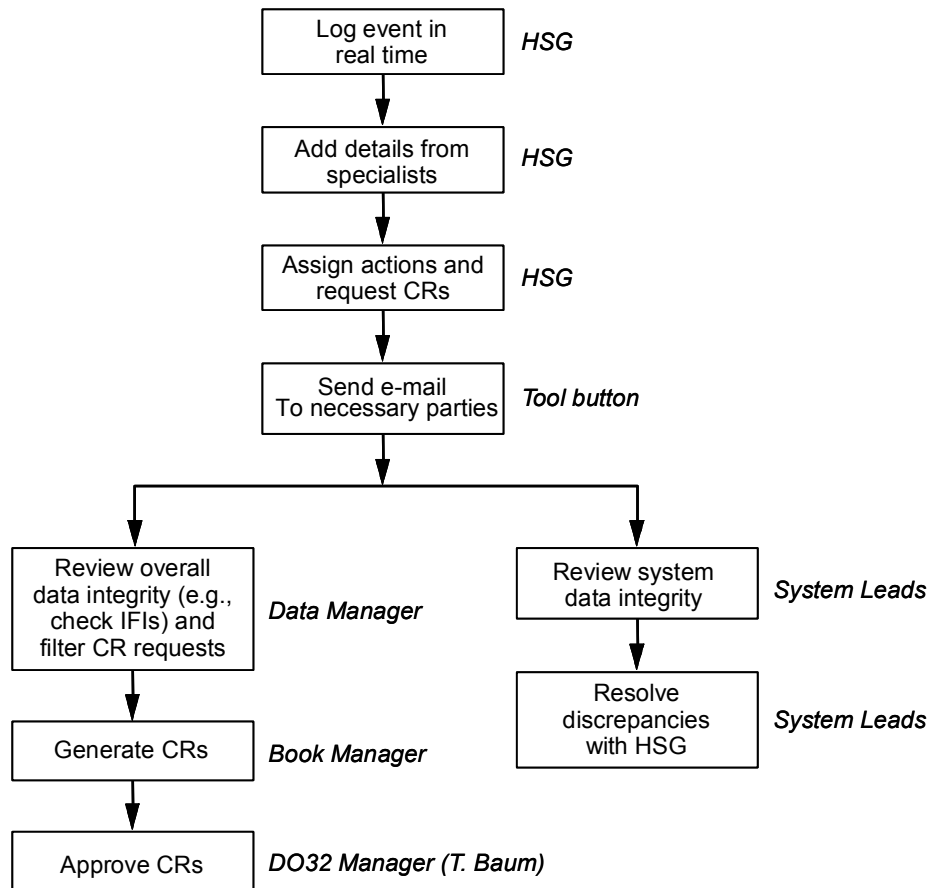 Log event in
real time
HSG
Add details from
specialists
HSG
Assign actions and
request CRs
HSG
Send e-mail
To necessary parties
Tool button
Review overall
data integrity (e.g.,
check IFIs) and
filter CR requests
Data Manager
Review system
data integrity
System Leads
Generate CRs
Book Manager
Resolve
discrepancies
with HSG
System Leads
Approve CRs
DO32 Manager (T. Baum)